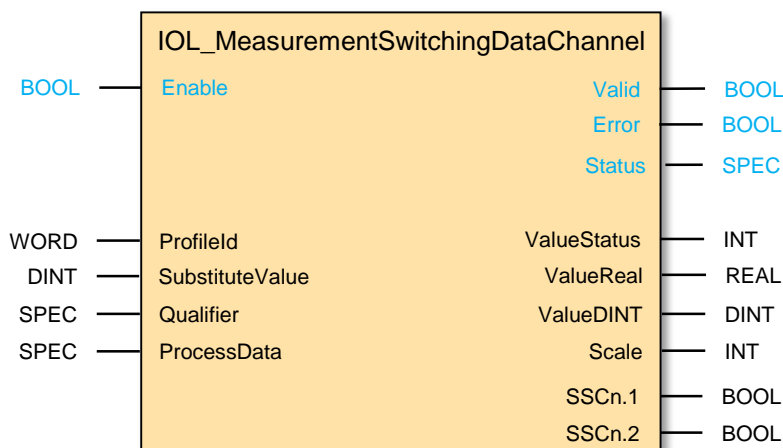 IOL_MeasurementSwitchingDataChannel
BOOL Enable Valid BOOL
Error BOOL
Status SPEC
WORD ProfileId ValueStatus INT
DINT SubstituteValue ValueReal REAL
SPEC Qualifier ValueDINT DINT
SPEC ProcessData Scale INT
SSCn.1 BOOL
SSCn.2 BOOL